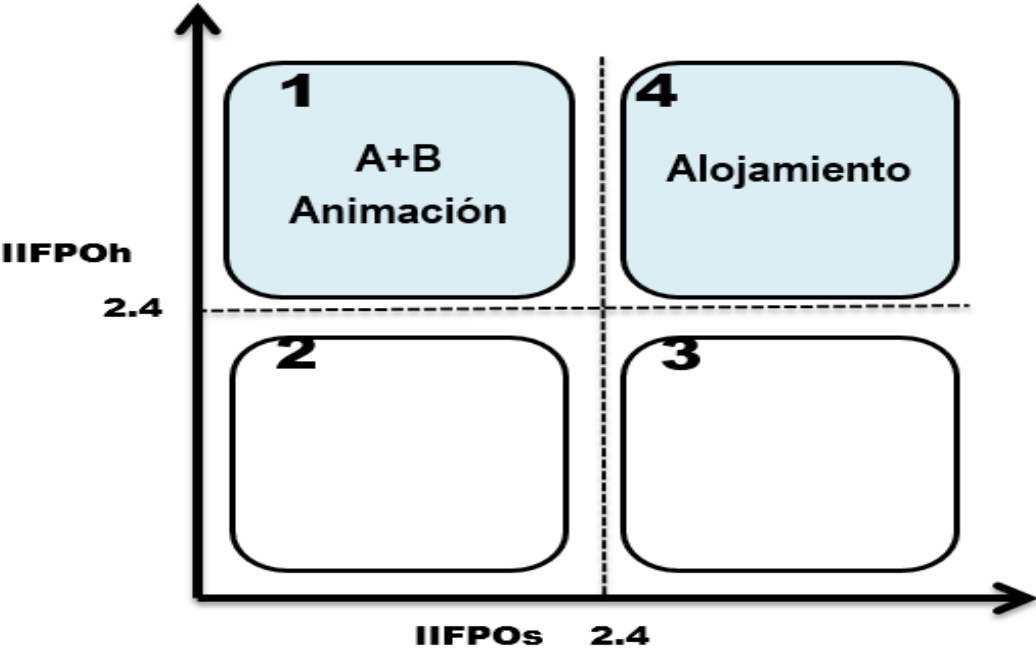 1
A+B
Animación
4
Alojamiento
IIFPOh
2.4
2
3
IIFPOs 2.4